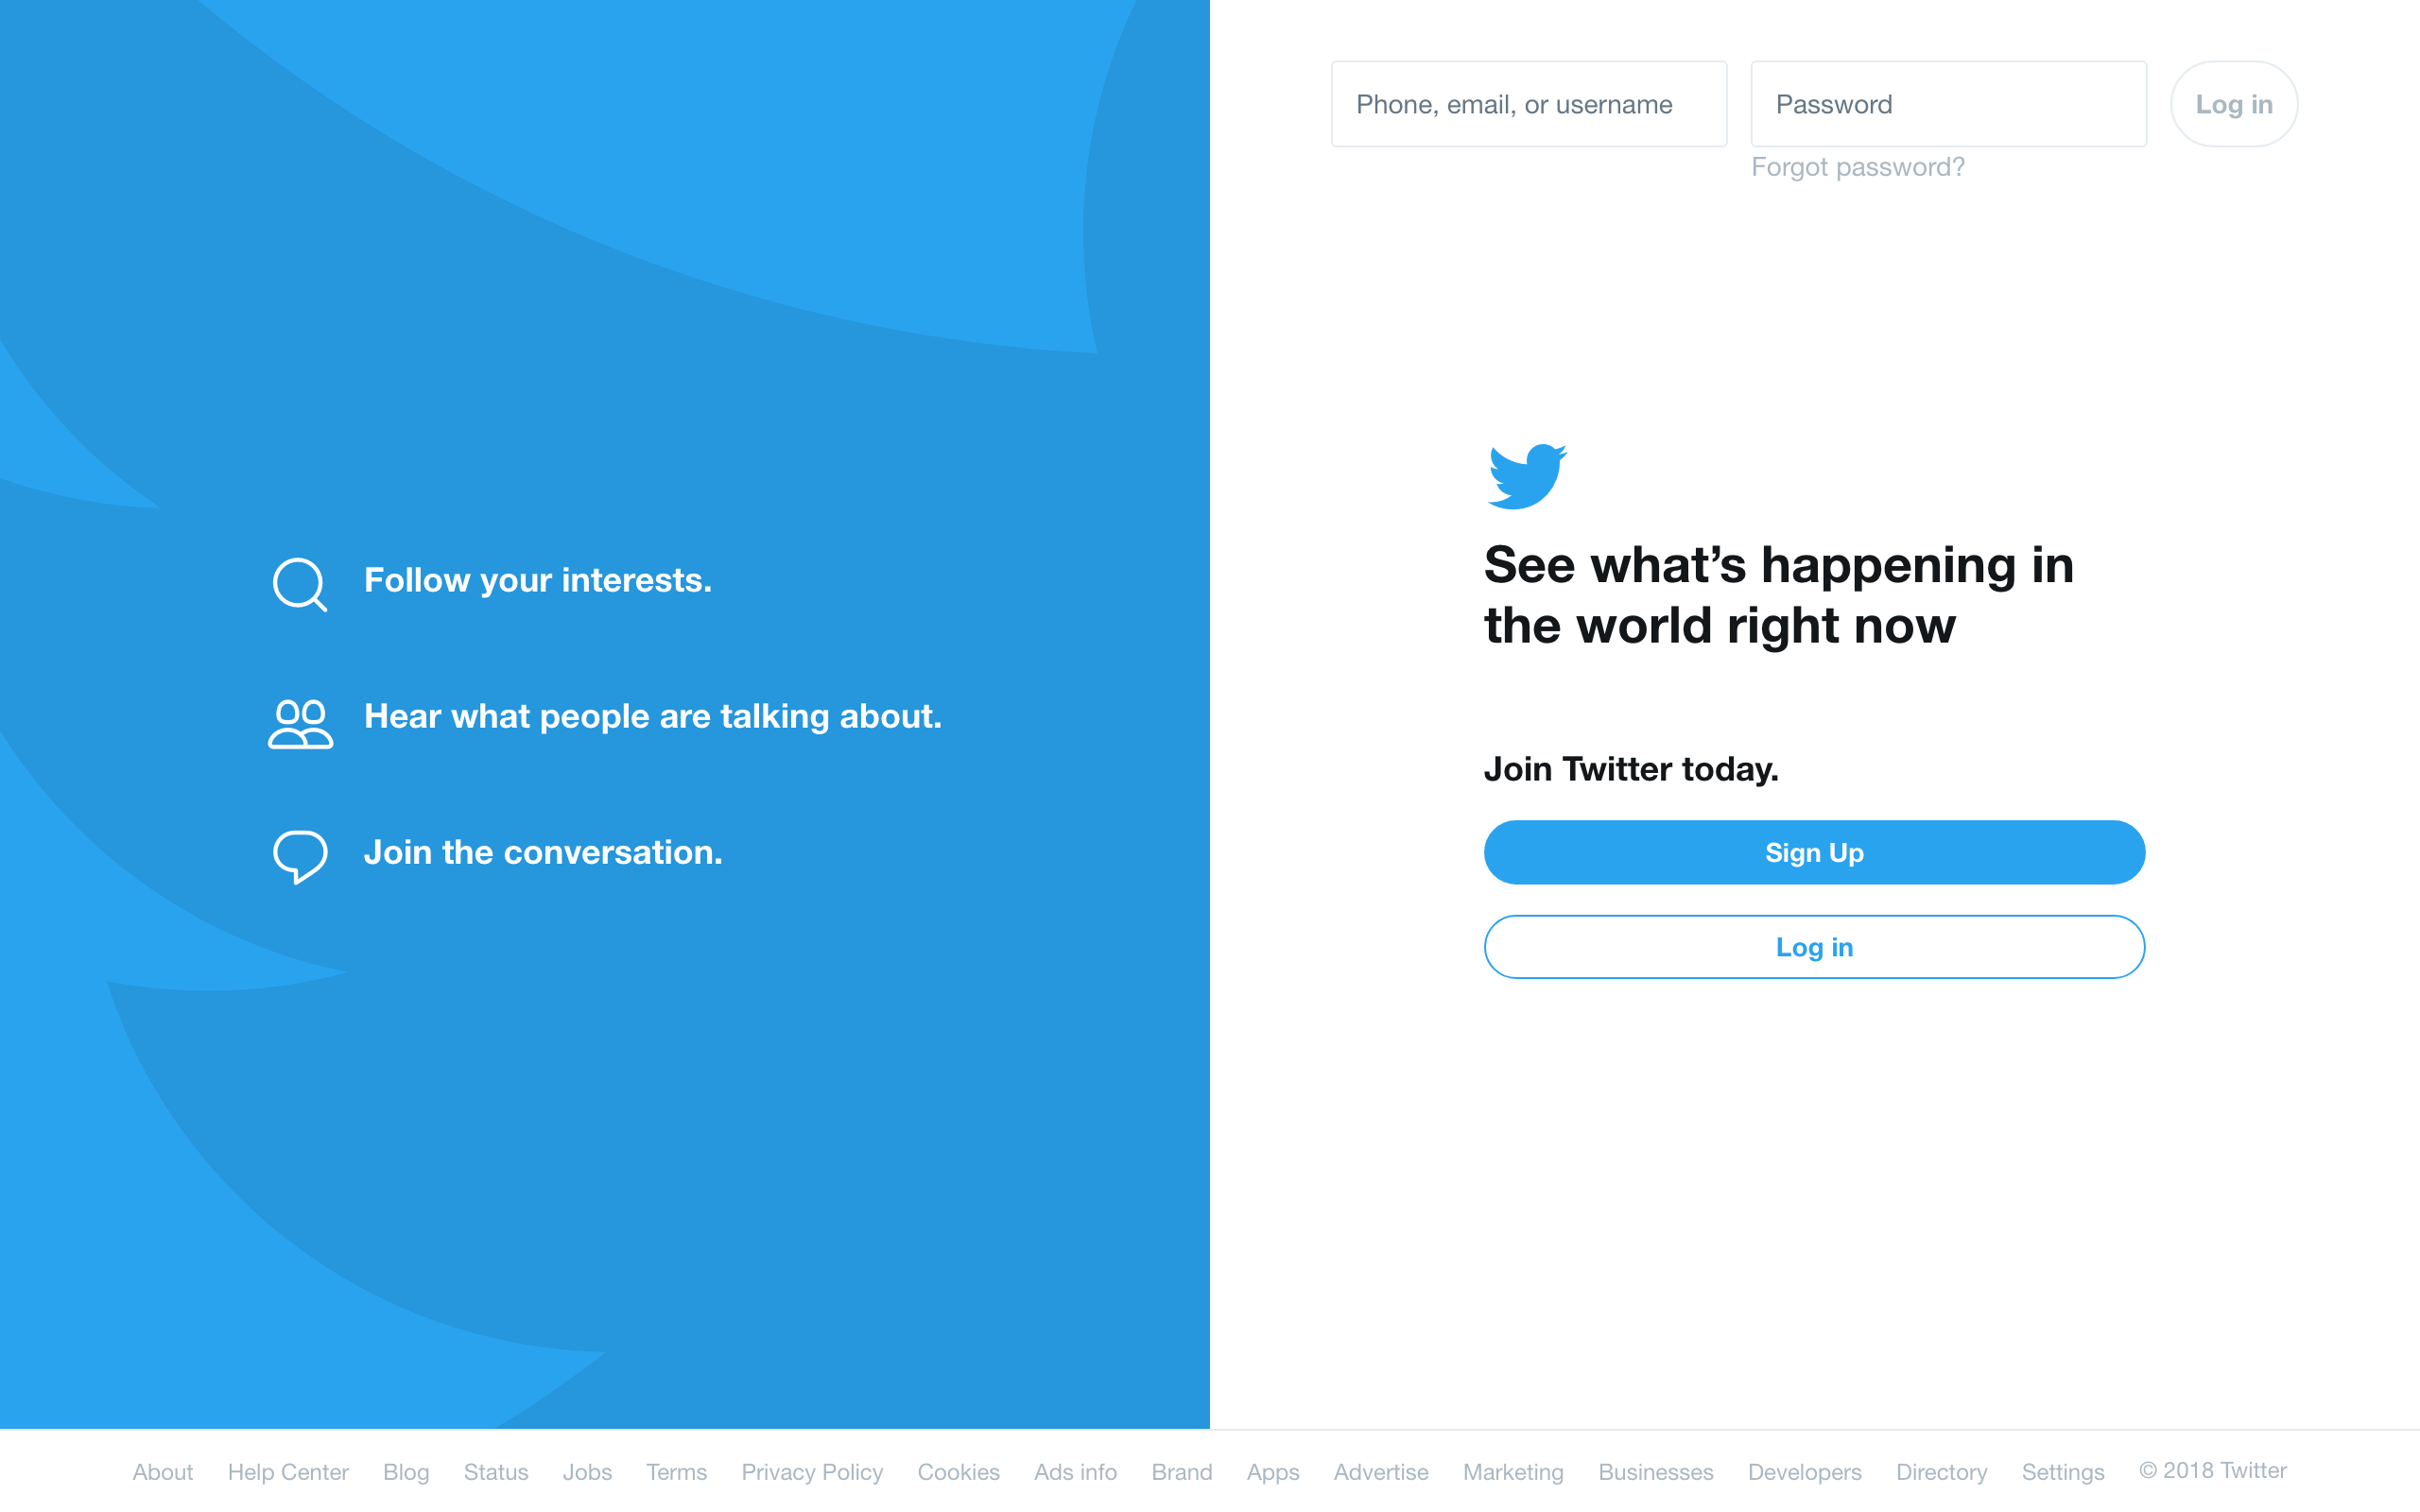 Phone, email, or username
Password
Log in
Forgot password?
Follow your interests.
Hear what people are talking about.
Join the conversation.
See what’s happening in
the world right now
Join Twitter today.
Sign Up
Log in
About Help Center Blog Status Jobs Terms Privacy Policy Cookies Ads info Brand Apps Advertise Marketing Businesses Developers Directory Settings © 2018 Twitter